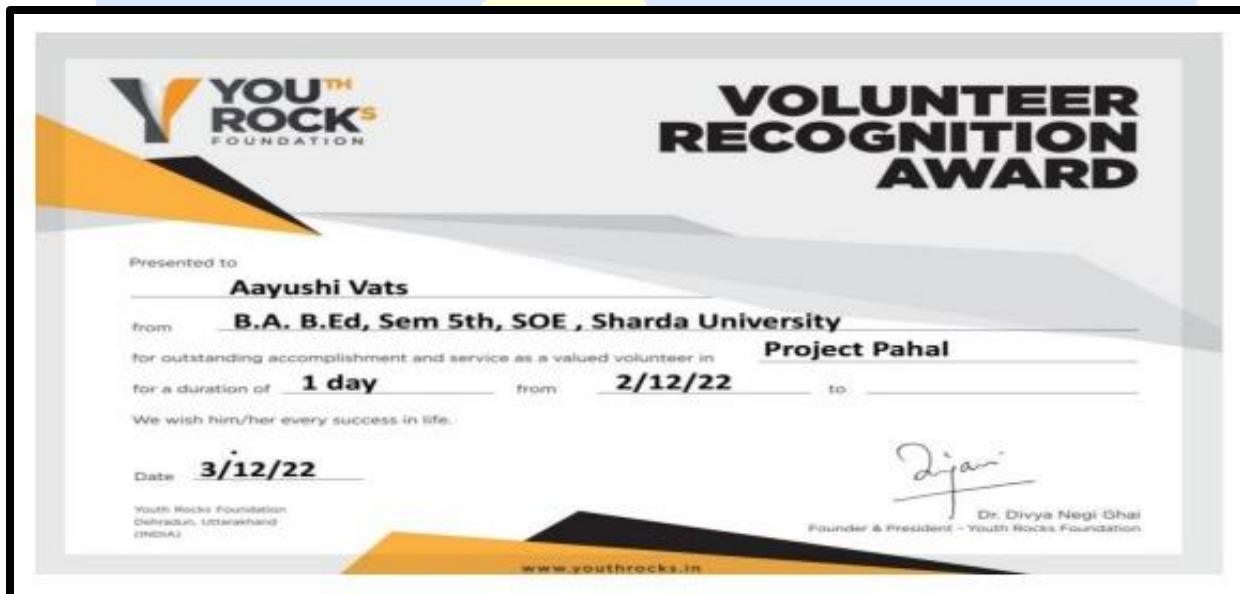 YOUTH
ROCKS
FOUNDATION
VOLUNTEER
RECOGNITION
AWARD
Presented to
Aayushi Vats
from B.A. B.Ed, Sem 5th, SOE , Sharda University
for outstanding accomplishment and service as a valued volunteer in Project Pahal
for a duration of 1 day from 2/12/22 to
We wish him/her every success in life.
Date 3/12/22
Youth Rocks Foundation
Dehradun, Uttarakhand
(INDIA)
Dr. Divya Negi Ghai
Founder & President - Youth Rocks Foundation
www.youthrocks.in